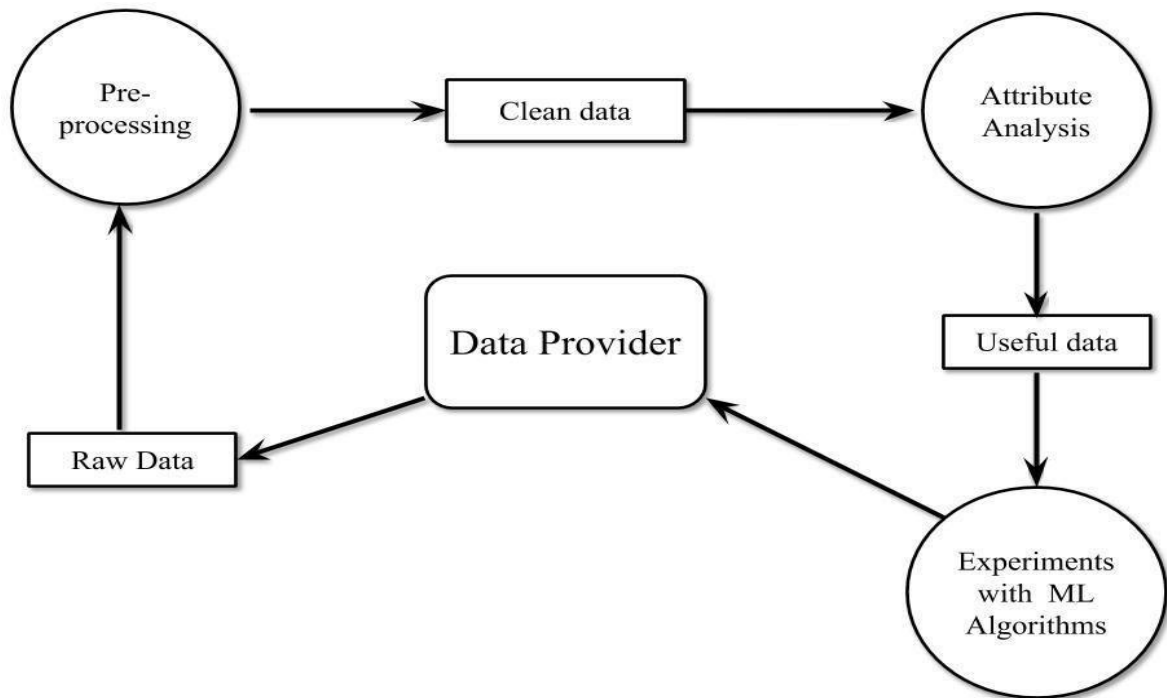 Pre-
processing
Clean data
Attribute
Analysis
Data Provider
Useful data
Raw Data
Experiments
with ML
Algorithms